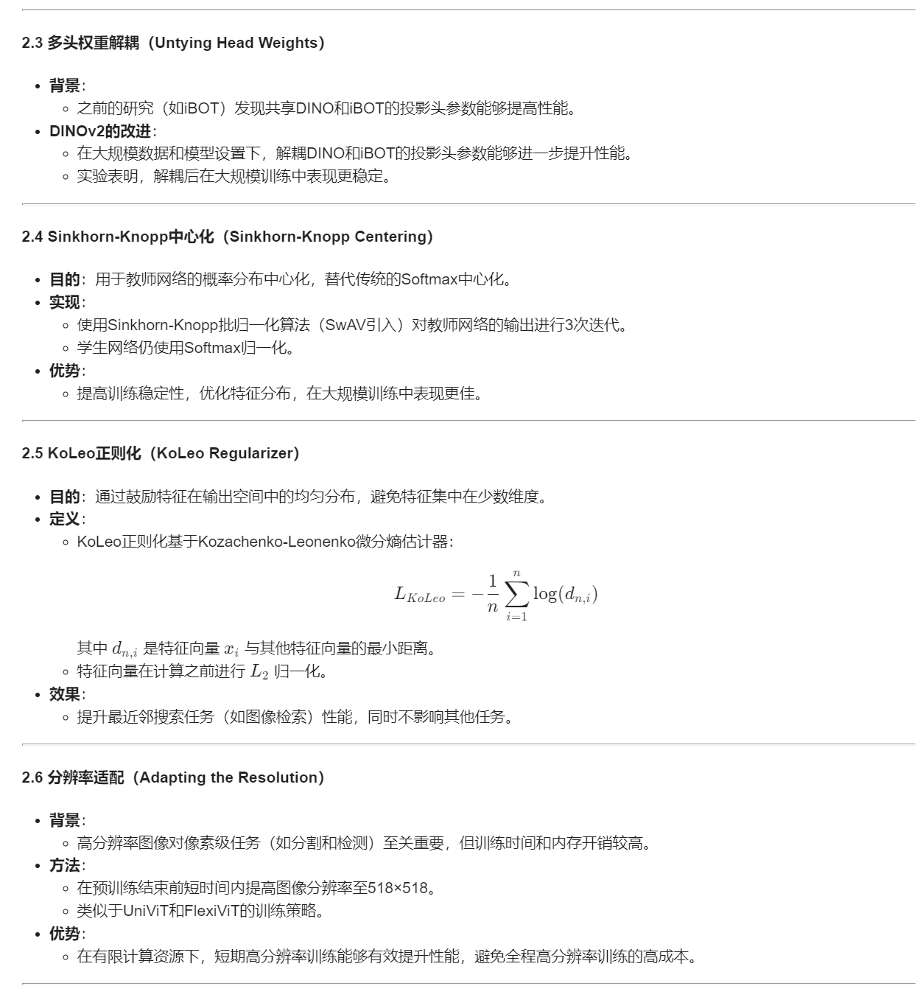 2.3 多头权重解耦（Untying Head Weights）
• 背景：
◦ 之前的研究（如iBOT）发现共享DINO和iBOT的投影头参数能够提高性能。
• DINOv2的改进：
◦ 在大规模数据和模型设置下，解耦DINO和iBOT的投影头参数能够进一步提升性能。
◦ 实验表明，解耦后在大规模训练中表现更稳定。
2.4 Sinkhorn-Knopp中心化（Sinkhorn-Knopp Centering）
• 目的：用于教师网络的概率分布中心化，替代传统的Softmax中心化。
• 实现：
◦ 使用Sinkhorn-Knopp批归一化算法（SwAV引入）对教师网络的输出进行3次迭代。
◦ 学生网络仍使用Softmax归一化。
• 优势：
◦ 提高训练稳定性，优化特征分布，在大规模训练中表现更佳。
2.5 KoLeo正则化（KoLeo Regularizer）
• 目的：通过鼓励特征在输出空间中的均匀分布，避免特征集中在少数维度。
• 定义：
◦ KoLeo正则化基于Kozachenko-Leonenko微分熵估计器：
$L_{KoLeo} = -\frac{1}{n} \sum_{i=1}^{n} \log(d_{n,i})$
其中 $d_{n,i}$ 是特征向量 $x_i$ 与其他特征向量的最小距离。
◦ 特征向量在计算之前进行 $L_2$ 归一化。
• 效果：
◦ 提升最近邻搜索任务（如图像检索）性能，同时不影响其他任务。
2.6 分辨率适配（Adapting the Resolution）
• 背景：
◦ 高分辨率图像对像素级任务（如分割和检测）至关重要，但训练时间和内存开销较高。
• 方法：
◦ 在预训练结束前短时间内提高图像分辨率至518×518。
◦ 类似于UniViT和FlexiViT的训练策略。
• 优势：
◦ 在有限计算资源下，短期高分辨率训练能够有效提升性能，避免全程高分辨率训练的高成本。